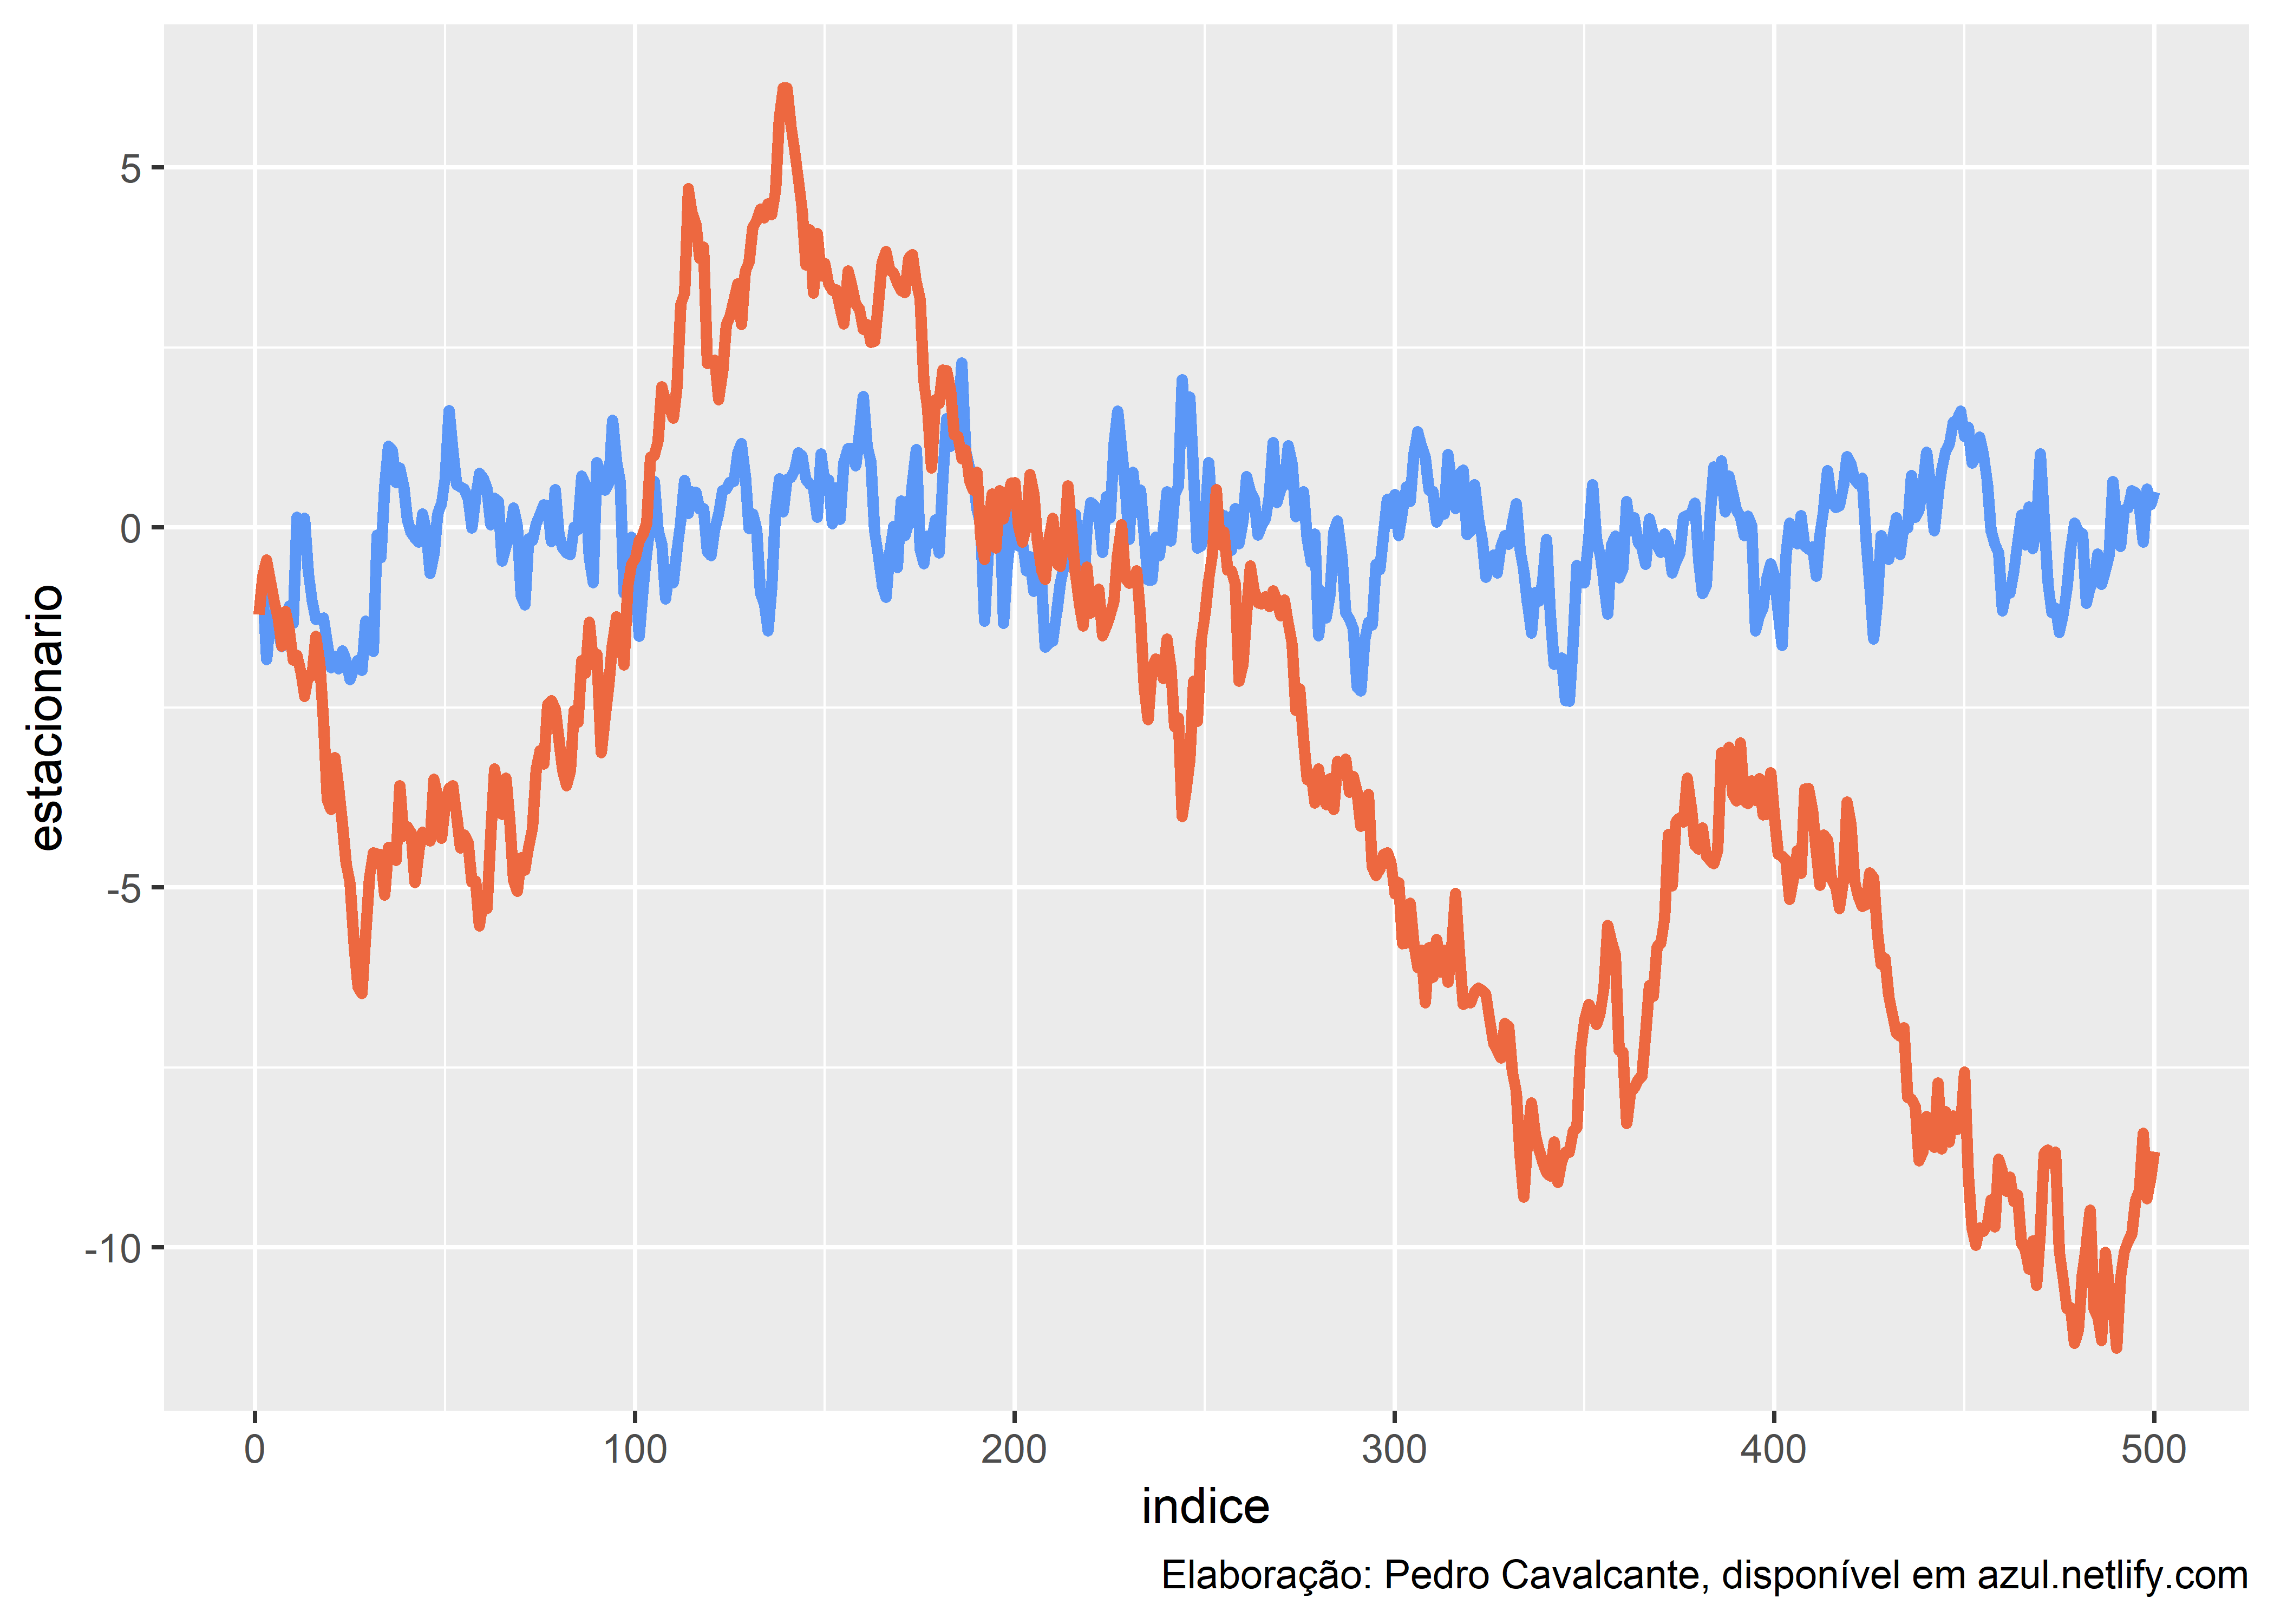 estacionario
5
0
-5
-10
0 100 200 300 400 500
indice
Elaboração: Pedro Cavalcante, disponível em azul.netlify.com